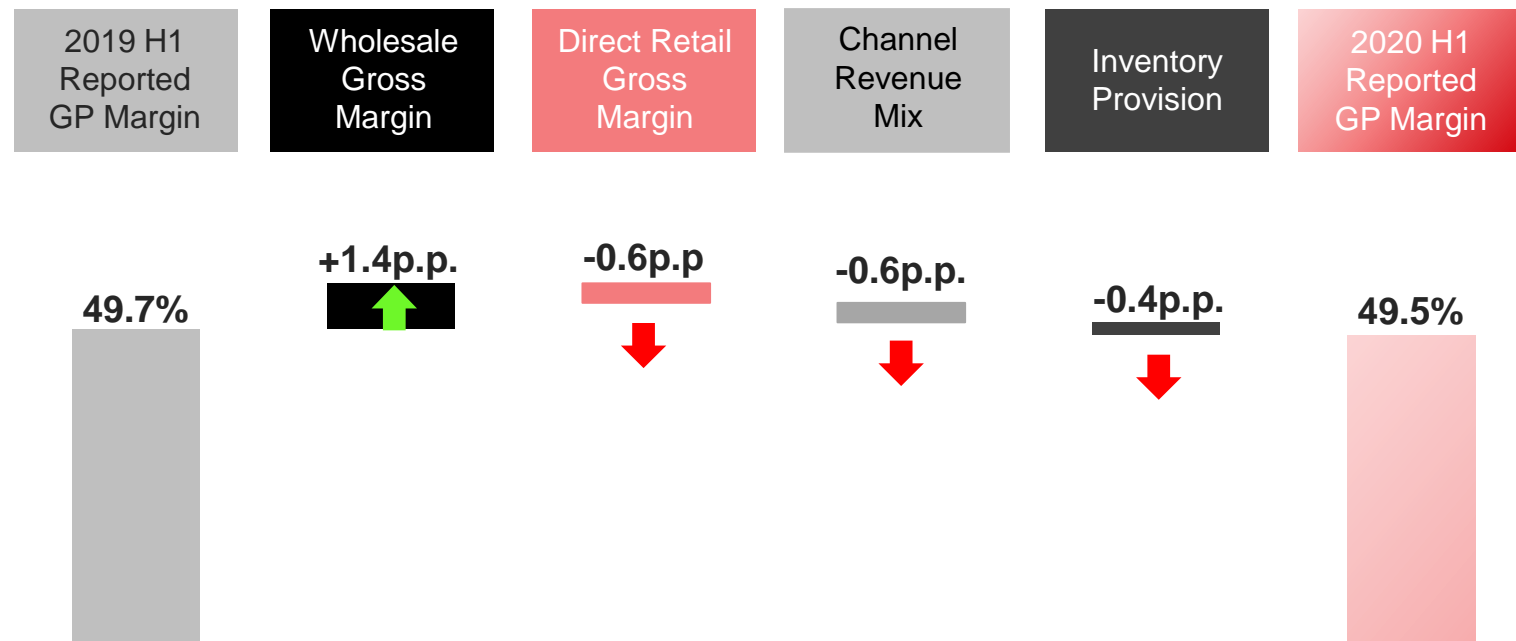 2019 H1
Reported
GP Margin
Wholesale
Gross
Margin
Direct Retail
Gross
Margin
Channel
Revenue
Mix
Inventory
Provision
2020 H1
Reported
GP Margin
49.7%
+1.4p.p.
-0.6p.p
-0.6p.p.
-0.4p.p.
49.5%